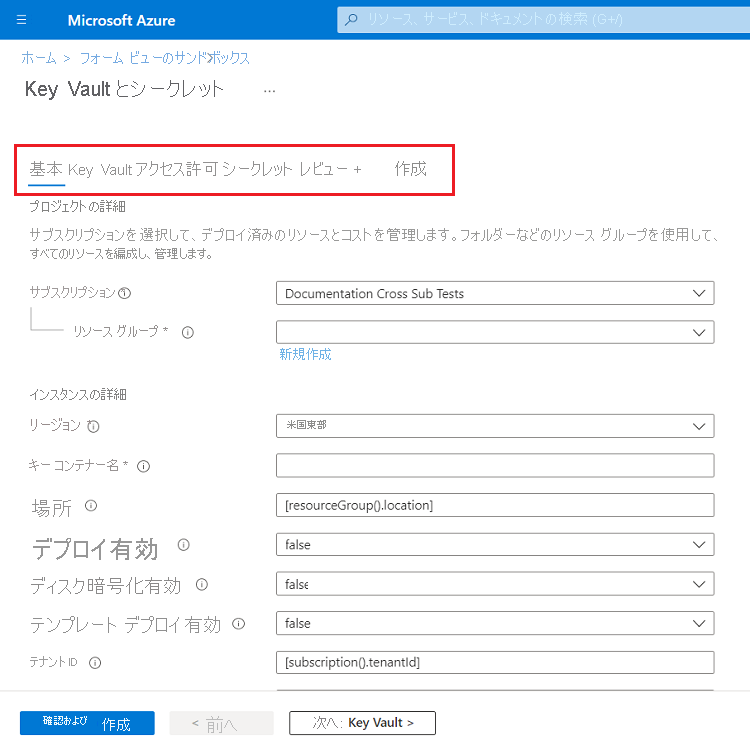 Microsoft Azure
リソース、サービス、ドキュメントの検索 (G+/)
ホーム > フォーム ビューのサンドボックス
Key Vault とシークレット ...
基本 Key Vault アクセス許可 シークレット レビュー + 作成
プロジェクトの詳細
サブスクリプションを選択して、デプロイ済みのリソースとコストを管理します。フォルダーなどのリソース グループを使用して、
すべてのリソースを編成し、管理します。
サブスクリプション Documentation Cross Sub Tests
リソース グループ *
新規作成
インスタンスの詳細
リージョン 米国東部
キー コンテナー名 *
場所 [resourceGroup().location]
デプロイ有効 false
ディスク暗号化有効 false
テンプレート デプロイ有効 false
テナント ID [subscription().tenantId]
確認および 作成 < 前へ 次へ: Key Vault >